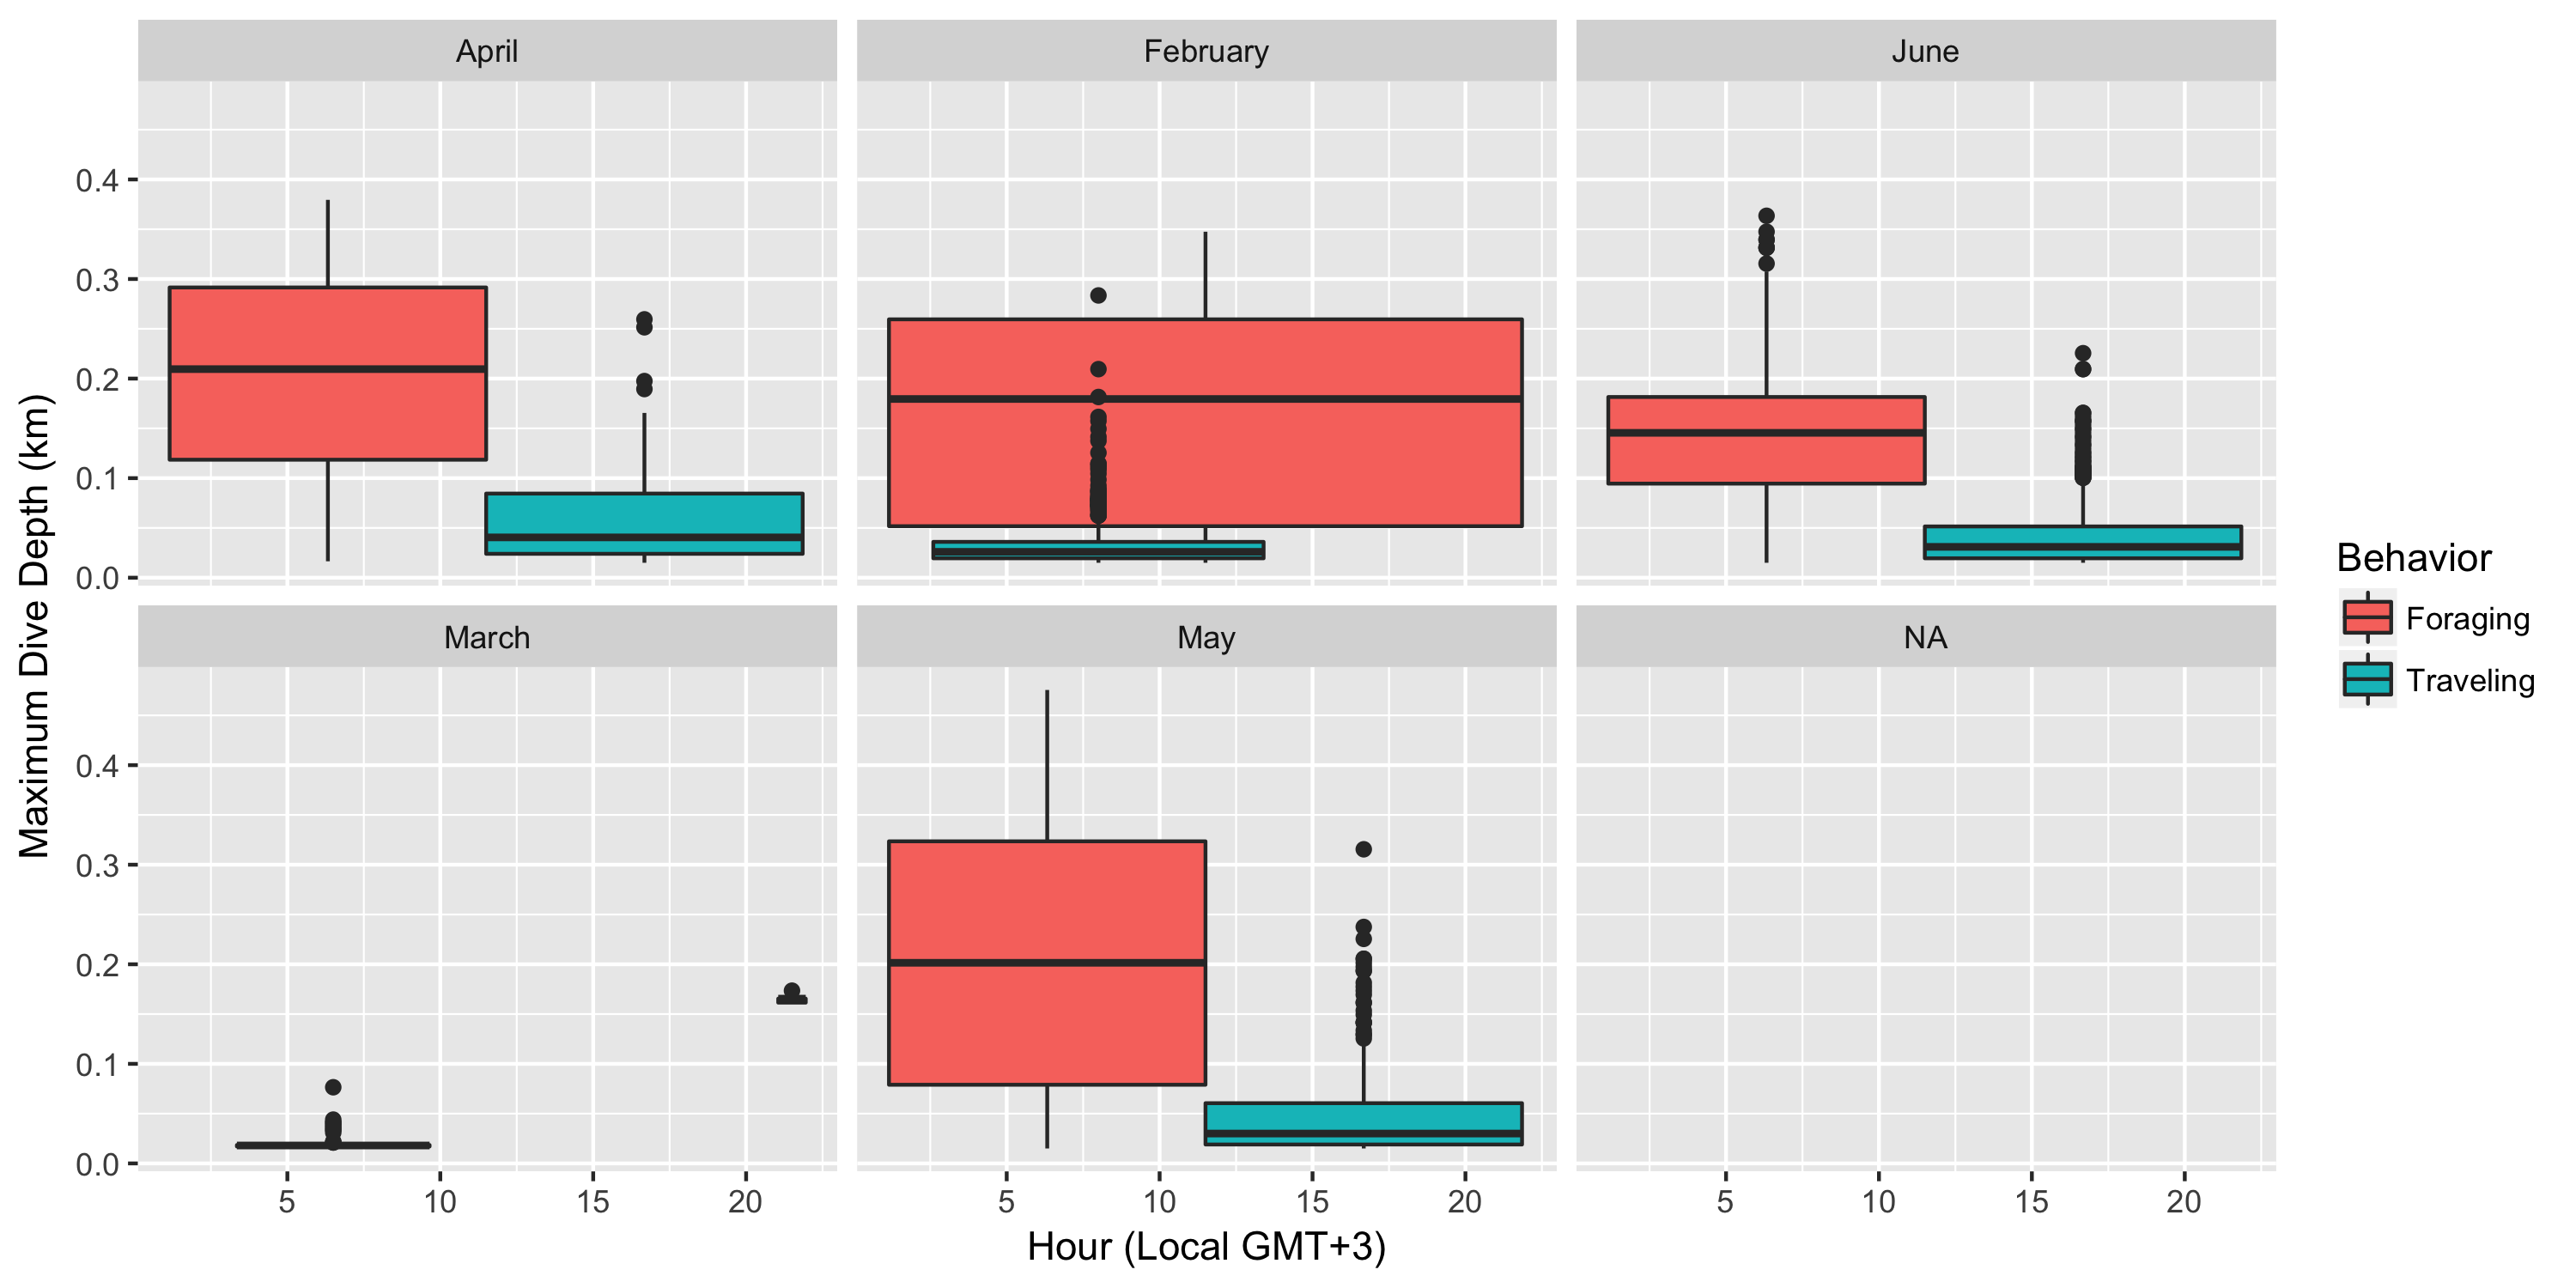 April
February
June
0.4
0.3
0.2
0.1
0.0
March
May
NA
0.4
0.3
0.2
0.1
0.0
5 10 15 20
5 10 15 20
5 10 15 20
Hour (Local GMT+3)
Maximum Dive Depth (km)
Behavior
Foraging
Traveling